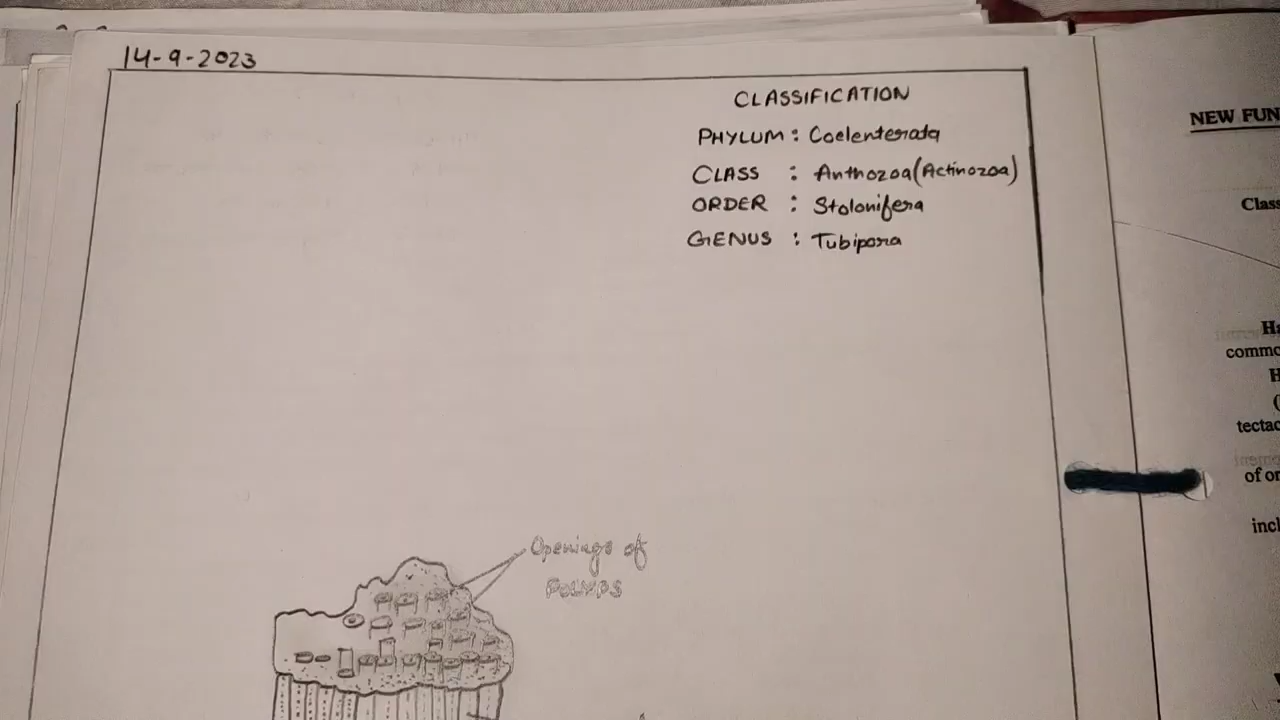 14-9-2023
CLASSIFICATION
PHYLUM : Coelenterata
CLASS : Anthozoa(Actinozoa)
ORDER : Stolonifera
GENUS : Tubipora
Openings of
POLYPS
NEW FUN
Class
H
commo
H
(
tectac
of or
incl